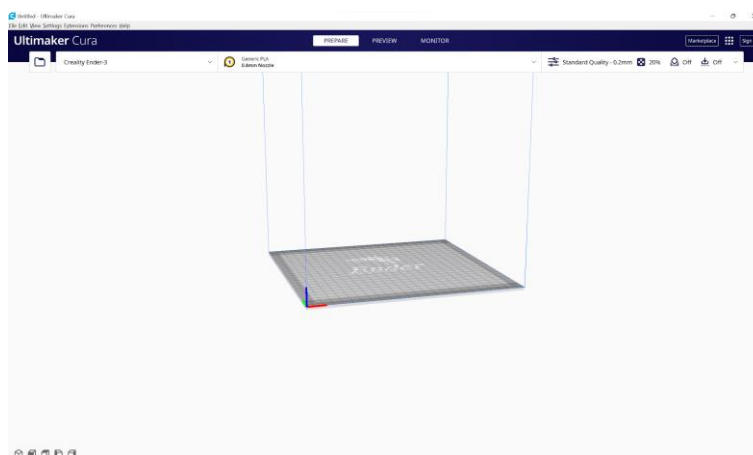 Untitled - Ultimaker Cura
File Edit View Settings Extensions Preferences Help
Ultimaker Cura
PREPARE
PREVIEW
MONITOR
Marketplace
Sign
Creality Ender-3
Generic PLA
0.4mm Nozzle
Standard Quality - 0.2mm
20%
Off
Off
Ender